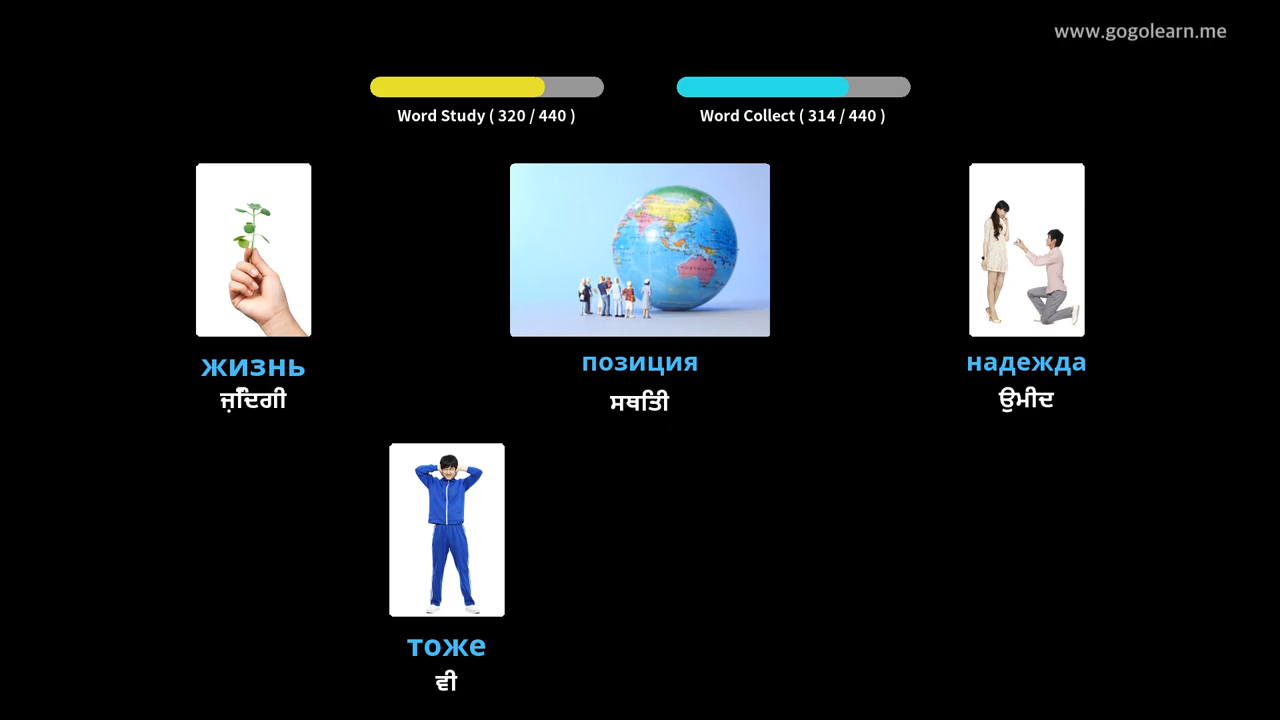 www.gogolearn.me
Word Study ( 320 / 440 )
Word Collect ( 314 / 440 )
жизнь
ਜ਼ਿੰਦਗੀ
позиция
ਸਥਿਤੀ
надежда
ਉਮੀਦ
тоже
ਵੀ